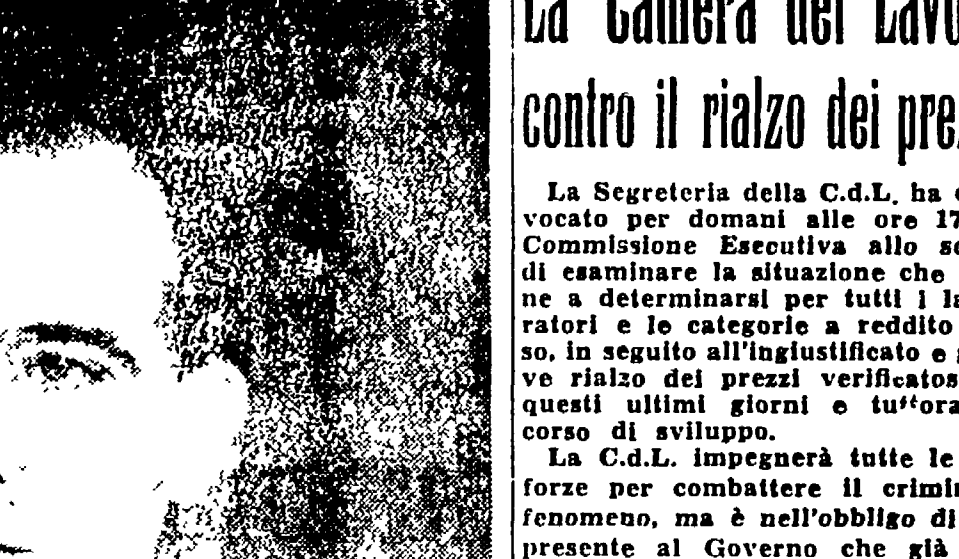 La Camera del Lavo
contro il rialzo dei pre
La Segreteria della C.d.L. ha
vocato per domani alle ore 17
Commissione Esecutiva allo sc
di esaminare la situazione che
ne a determinarsi per tutti i la
ratori e le categorie a reddito
so, in seguito all'ingiustificato e g
ve rialzo dei prezzi verificatos
questi ultimi giorni e tuttora
corso di sviluppo.
La C.d.L. impegnerà tutte le
forze per combattere il crimin
fenomeno, ma è nell'obbligo di
presente al Governo che già